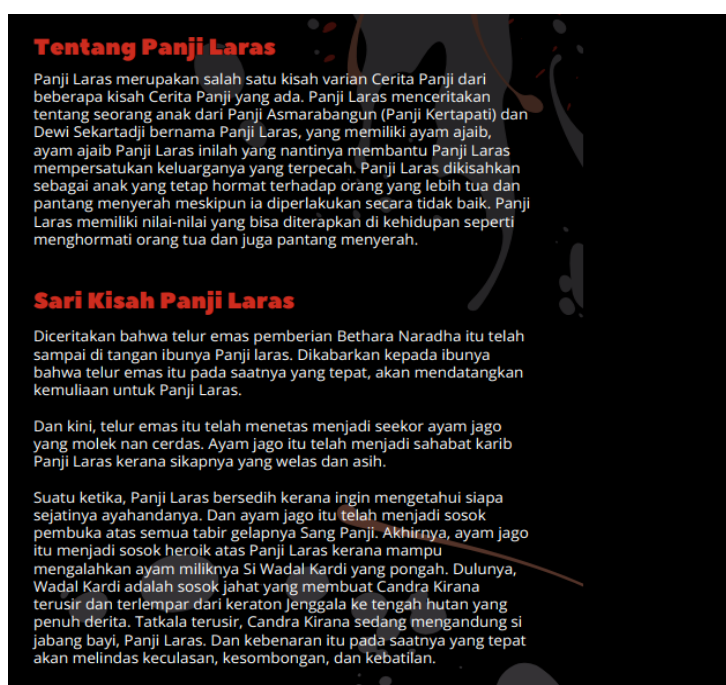 Tentang Panji Laras
Panji Laras merupakan salah satu kisah varian Cerita Panji dari
beberapa kisah Cerita Panji yang ada. Panji Laras menceritakan
tentang seorang anak dari Panji Asmarabangun (Panji Kertapati) dan
Dewi Sekartadji bernama Panji Laras, yang memiliki ayam ajaib,
ayam ajaib Panji Laras inilah yang nantinya membantu Panji Laras
mempersatukan keluarganya yang terpecah. Panji Laras dikisahkan
sebagai anak yang tetap hormat terhadap orang yang lebih tua dan
pantang menyerah meskipun ia diperlakukan secara tidak baik. Panji
Laras memiliki nilai-nilai yang bisa diterapkan di kehidupan seperti
menghormati orang tua dan juga pantang menyerah.
Sari Kisah Panji Laras
Diceritakan bahwa telur emas pemberian Bethara Naradha itu telah
sampai di tangan ibunya Panji laras. Dikabarkan kepada ibunya
bahwa telur emas itu pada saatnya yang tepat, akan mendatangkan
kemuliaan untuk Panji Laras.
Dan kini, telur emas itu telah menetas menjadi seekor ayam jago
yang molek nan cerdas. Ayam jago itu telah menjadi sahabat karib
Panji Laras kerana sikapnya yang welas dan asih.
Suatu ketika, Panji Laras bersedih kerana ingin mengetahui siapa
sejatinya ayahandanya. Dan ayam jago itu telah menjadi sosok
pembuka atas semua tabir gelapnya Sang Panji. Akhirnya, ayam jago
itu menjadi sosok heroik atas Panji Laras kerana mampu
mengalahkan ayam miliknya Si Wadal Kardi yang pongah. Dulunya,
Wadal Kardi adalah sosok jahat yang membuat Candra Kirana
terusir dan terlempar dari keraton Jenggala ke tengah hutan yang
penuh derita. Tatkala terusir, Candra Kirana sedang mengandung si
jabang bayi, Panji Laras. Dan kebenaran itu pada saatnya yang tepat
akan melindas keculasan, kesombongan, dan kebatilan.